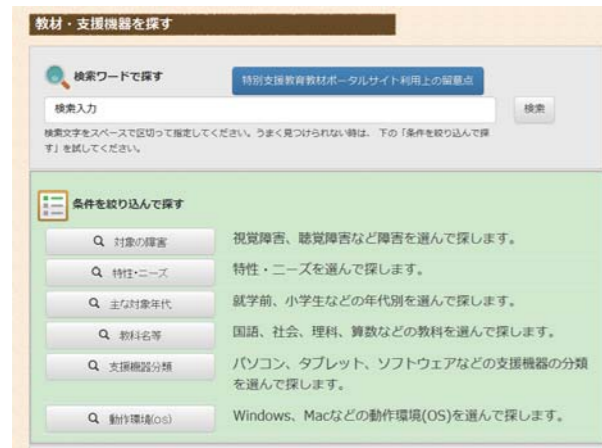 教材・支援機器を探す
検索ワードで探す
特別支援教育教材ポータルサイト利用上の留意点
検索入力
検索
検索文字をスペースで区切って指定してください。うまく見つけられない時は、 下の「条件を絞り込んで探
す」を試してください。
条件を絞り込んで探す
対象の障害
視覚障害、聴覚障害など障害を選んで探します。
特性・ニーズ
特性・ニーズを選んで探します。
主な対象年代
就学前、小学生などの年代別を選んで探します。
教科名等
国語、社会、理科、算数などの教科を選んで探します。
支援機器分類
パソコン、タブレット、ソフトウェアなどの支援機器の分類
を選んで探します。
動作環境(os)
Windows、Macなどの動作環境(OS)を選んで探します。